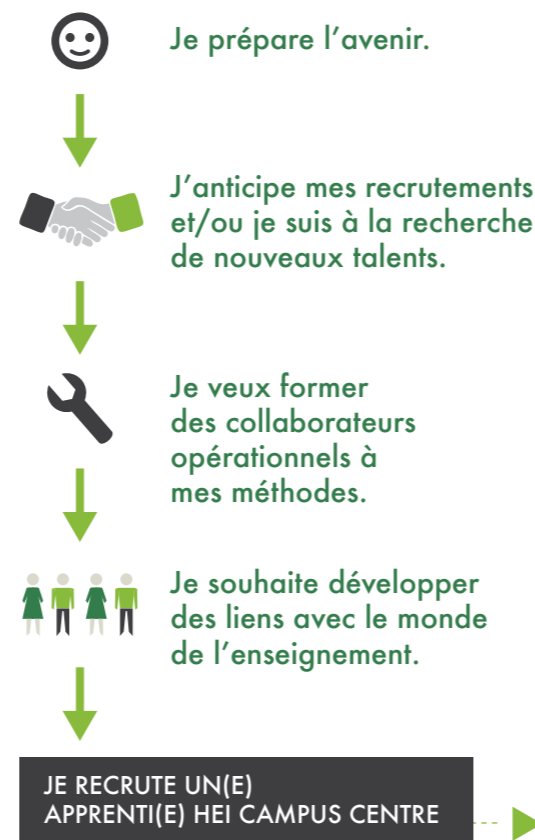 Je prépare l’avenir.
J’anticipe mes recrutements
et/ou je suis à la recherche
de nouveaux talents.
Je veux former
des collaborateurs
opérationnels à
mes méthodes.
Je souhaite développer
des liens avec le monde
de l’enseignement.
JE RECRUTE UN(E)
APPRENTI(E) HEI CAMPUS CENTRE